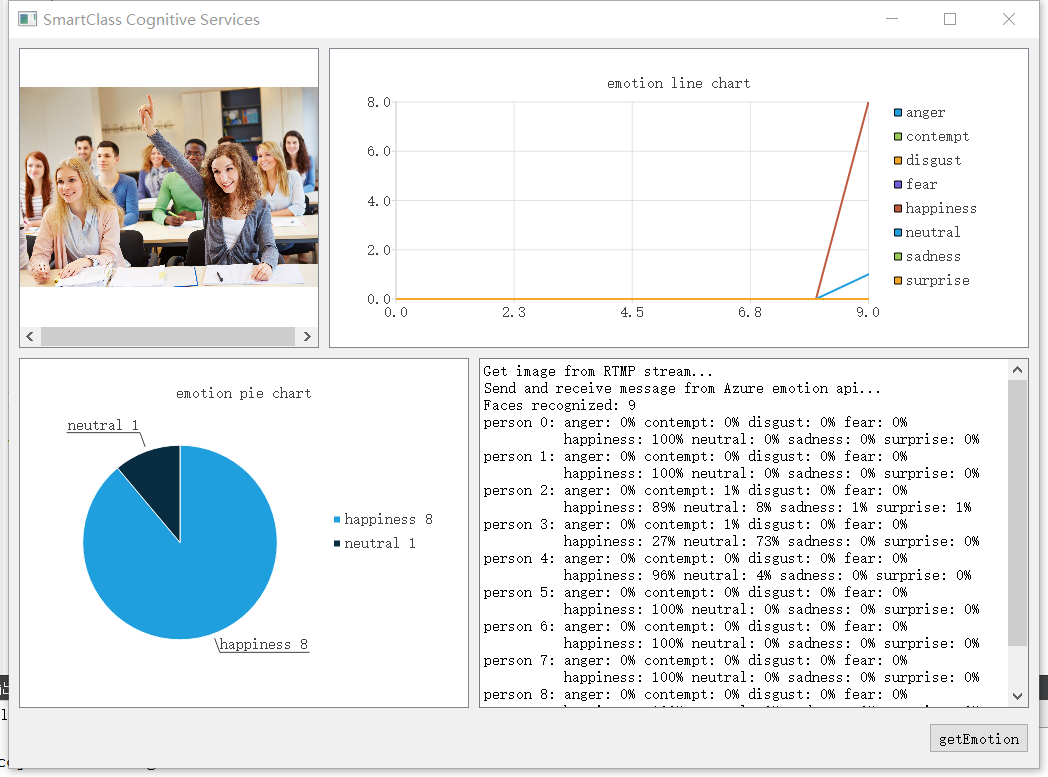 SmartClass Cognitive Services
emotion line chart
8.0
6.0
4.0
2.0
0.0
0.0 2.3 4.5 6.8 9.0
anger
contempt
disgust
fear
happiness
neutral
sadness
surprise
emotion pie chart
neutral 1
happiness 8
happiness 8
neutral 1
Get image from RTMP stream...
Send and receive message from Azure emotion api...
Faces recognized: 9
person 0: anger: 0% contempt: 0% disgust: 0% fear: 0%
happiness: 100% neutral: 0% sadness: 0% surprise: 0%
person 1: anger: 0% contempt: 0% disgust: 0% fear: 0%
happiness: 100% neutral: 0% sadness: 0% surprise: 0%
person 2: anger: 0% contempt: 1% disgust: 0% fear: 0%
happiness: 89% neutral: 8% sadness: 1% surprise: 1%
person 3: anger: 0% contempt: 1% disgust: 0% fear: 0%
happiness: 27% neutral: 73% sadness: 0% surprise: 0%
person 4: anger: 0% contempt: 0% disgust: 0% fear: 0%
happiness: 96% neutral: 4% sadness: 0% surprise: 0%
person 5: anger: 0% contempt: 0% disgust: 0% fear: 0%
happiness: 100% neutral: 0% sadness: 0% surprise: 0%
person 6: anger: 0% contempt: 0% disgust: 0% fear: 0%
happiness: 100% neutral: 0% sadness: 0% surprise: 0%
person 7: anger: 0% contempt: 0% disgust: 0% fear: 0%
happiness: 100% neutral: 0% sadness: 0% surprise: 0%
person 8: anger: 0% contempt: 0% disgust: 0% fear: 0%
getEmotion